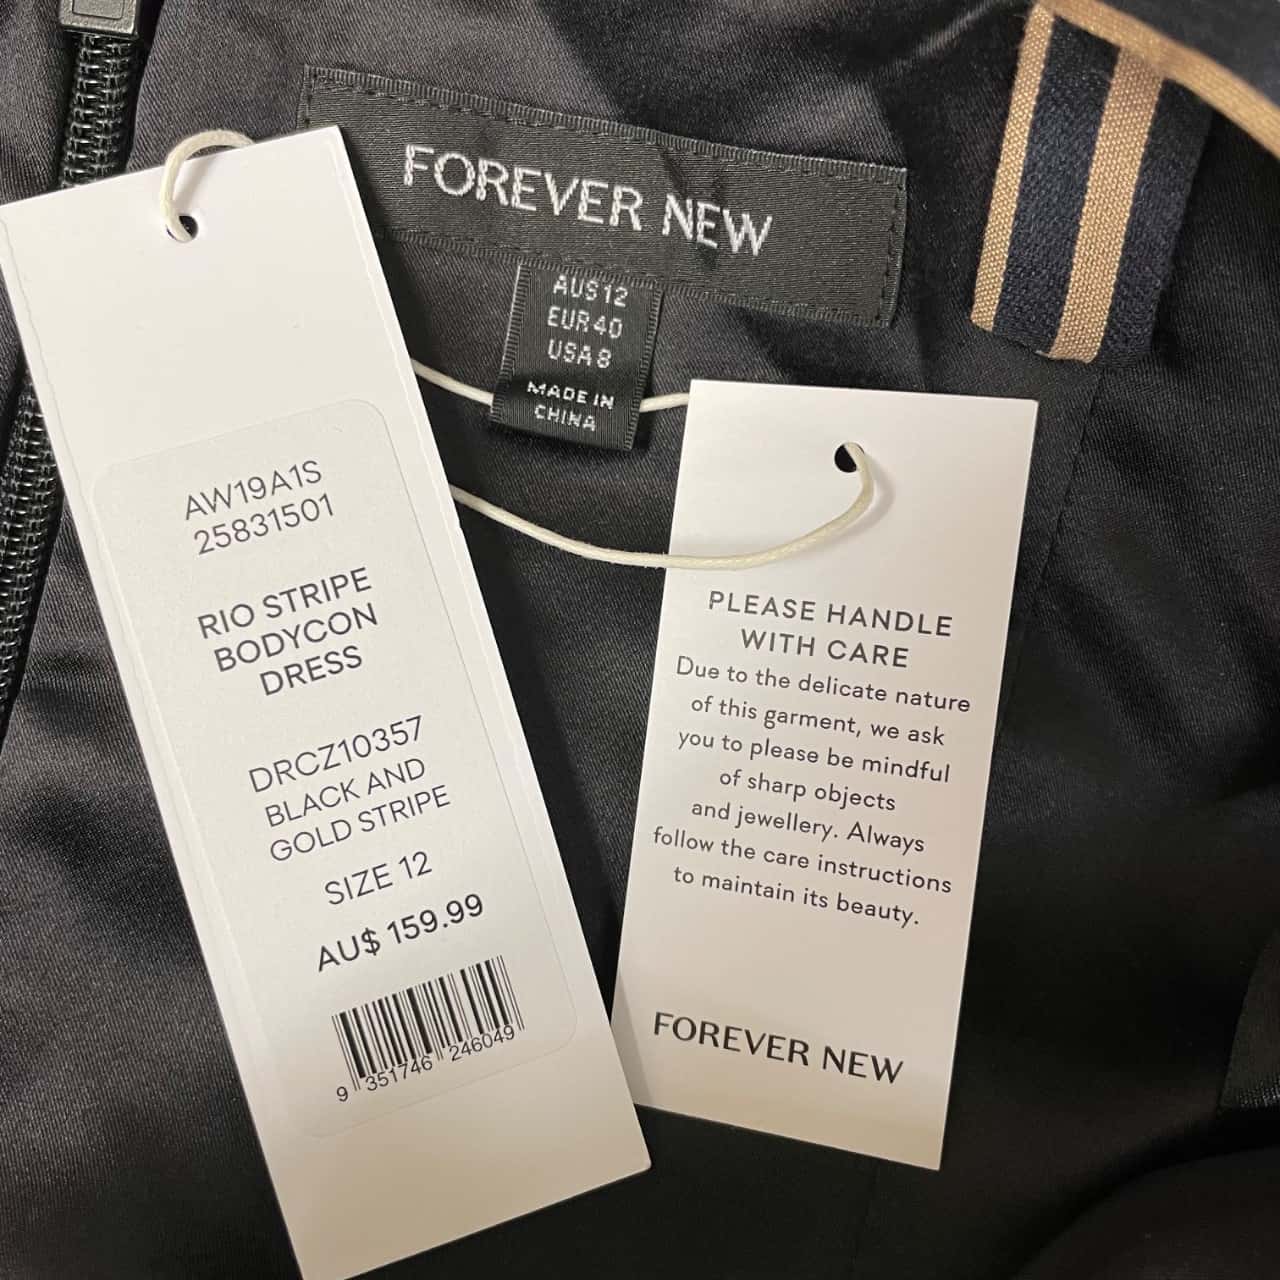 FOREVER NEW
AUS 12
EUR 40
USA 8
MADE IN
CHINA
AW19A1S
25831501
RIO STRIPE
BODYCON
DRESS
DRCZ10357
BLACK AND
GOLD STRIPE
SIZE 12
AU$ 159.99
9 351746 246049
PLEASE HANDLE
WITH CARE
Due to the delicate nature
of this garment, we ask
you to please be mindful
of sharp objects
and jewellery. Always
follow the care instructions
to maintain its beauty.
FOREVER NEW